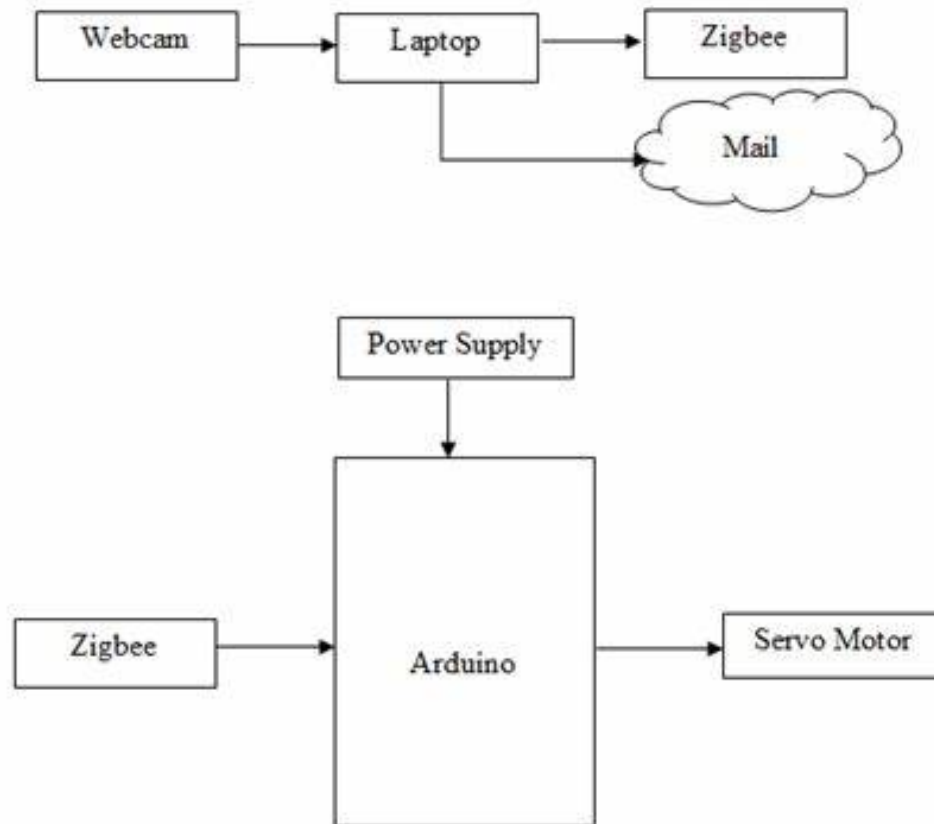 Webcam
Laptop
Zigbee
Mail
Power Supply
Zigbee
Arduino
Servo Motor